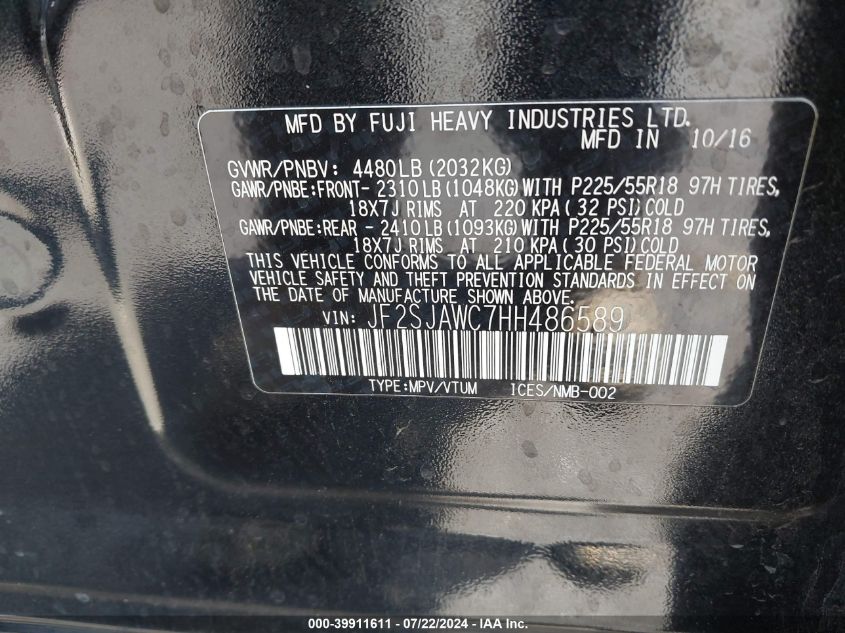 MFD BY FUJI HEAVY INDUSTRIES LTD.
MFD IN 10/16
GVWR/PNBV: 4480LB (2032KG)
GAWR/PNBE:FRONT- 2310 LB (1048KG) WITH P225/55R18 97H TIRES,
18X7J RIMS AT 220 KPA ( 32 PSI) COLD
GAWR/PNBE:REAR - 2410 LB (1093KG) WITH P225/55R18 97H TIRES,
18X7J RIMS AT 210 KPA ( 30 PSI) COLD
THIS VEHICLE CONFORMS TO ALL APPLICABLE FEDERAL MOTOR
VEHICLE SAFETY AND THEFT PREVENTION STANDARDS IN EFFECT ON
THE DATE OF MANUFACTURE SHOWN ABOVE.
VIN: JF2SJAWC7HH486589
TYPE:MPV/VTUM ICES/NMB-002
000-39911611 - 07/22/2024 - IAA Inc.